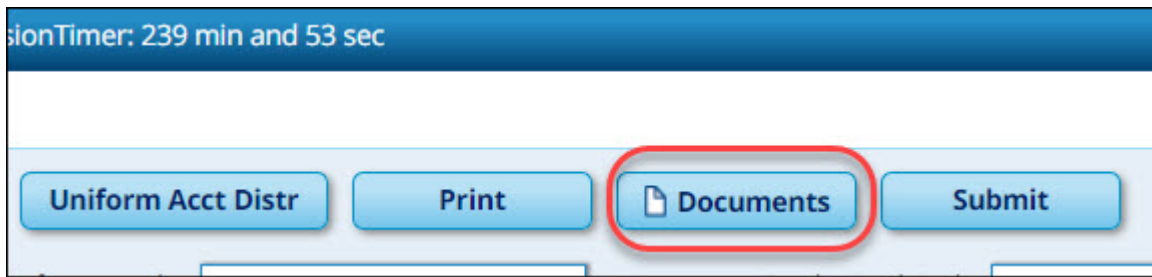 sionTimer: 239 min and 53 sec
Uniform Acct Distr Print Documents Submit